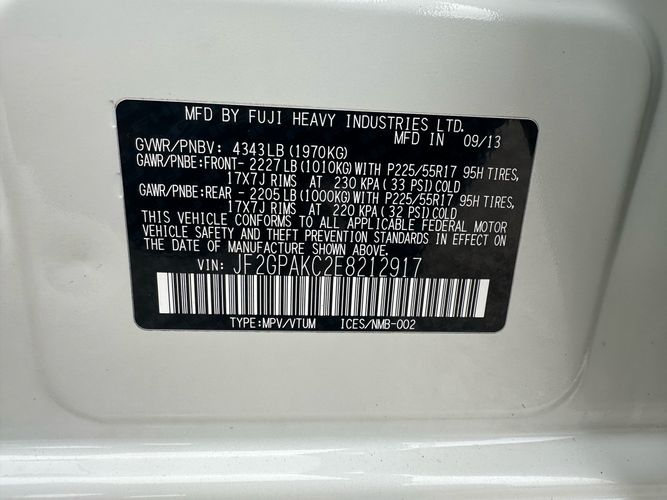 MFD BY FUJI HEAVY INDUSTRIES LTD.
MFD IN 09/13
GVWR/PNBV: 4343LB (1970KG)
GAWR/PNBE:FRONT- 2227LB (1010KG) WITH P225/55R17 95H TIRES,
17X7J RIMS AT 230 KPA (33 PSI) COLD
GAWR/PNBE:REAR - 2205LB (1000KG) WITH P225/55R17 95H TIRES,
17X7J RIMS AT 220 KPA (32 PSI) COLD
THIS VEHICLE CONFORMS TO ALL APPLICABLE FEDERAL MOTOR
VEHICLE SAFETY AND THEFT PREVENTION STANDARDS IN EFFECT ON
THE DATE OF MANUFACTURE SHOWN ABOVE.
VIN: JF2GPAKC2E8212917
TYPE:MPV/VTUM ICES/NMB-002